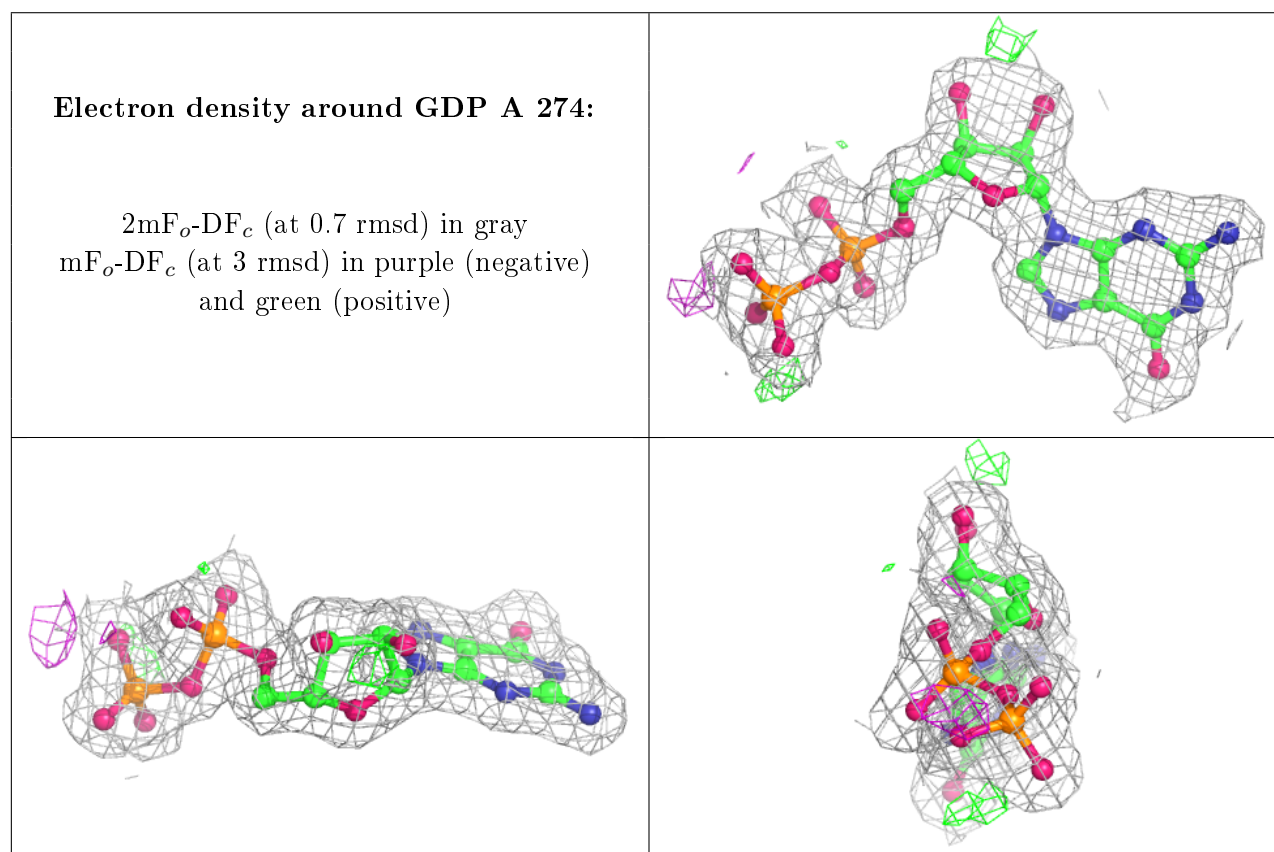 Electron density around GDP A 274:
2mFₒ-DF𝒸 (at 0.7 rmsd) in gray
mFₒ-DF𝒸 (at 3 rmsd) in purple (negative)
and green (positive)